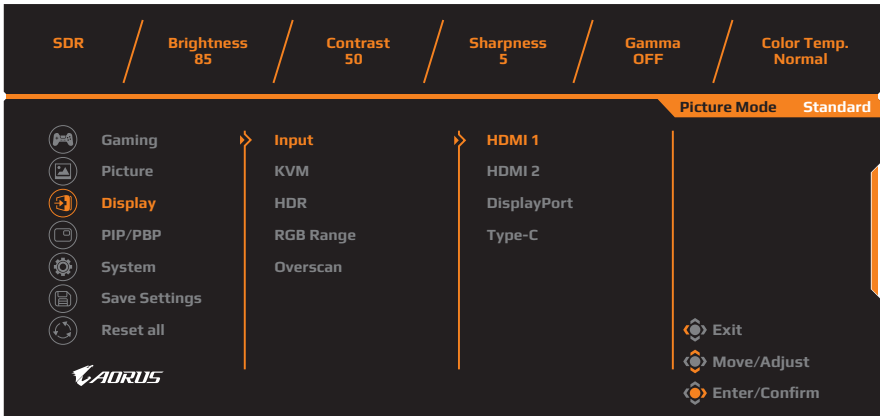 SDR Brightness Contrast Sharpness Gamma Color Temp.
85 50 5 OFF Normal
Picture Mode Standard
Gaming Input HDMI 1
Picture KVM HDMI 2
Display HDR DisplayPort
PIP/PBP RGB Range Type-C
System Overscan
Save Settings
Reset all Exit
Move/Adjust
AORUS
Enter/Confirm